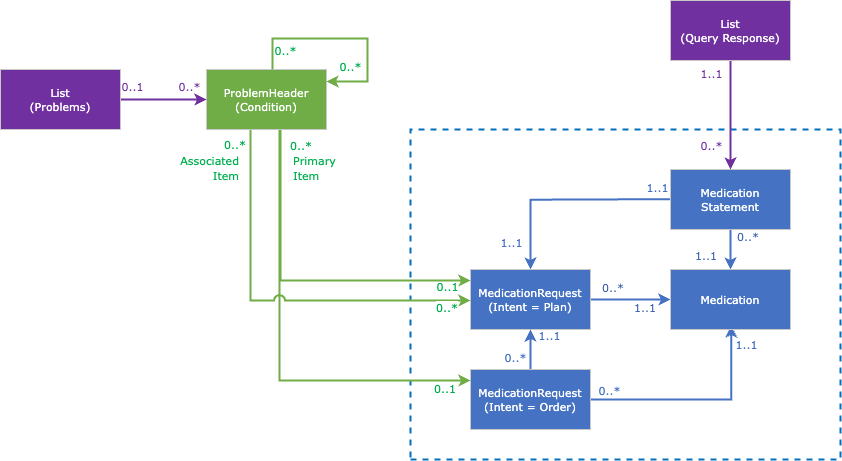 List
(Query Response)
0..*
0..*
1..1
List
(Problems)
0..1
0..*
ProblemHeader
(Condition)
0..*
Associated
Item
0..*
Primary
Item
0..*
Medication
Statement
1..1
0..*
1..1
1..1
0..1
0..*
MedicationRequest
(Intent = Plan)
0..*
1..1
Medication
1..1
0..*
1..1
0..1
MedicationRequest
(Intent = Order)
0..*